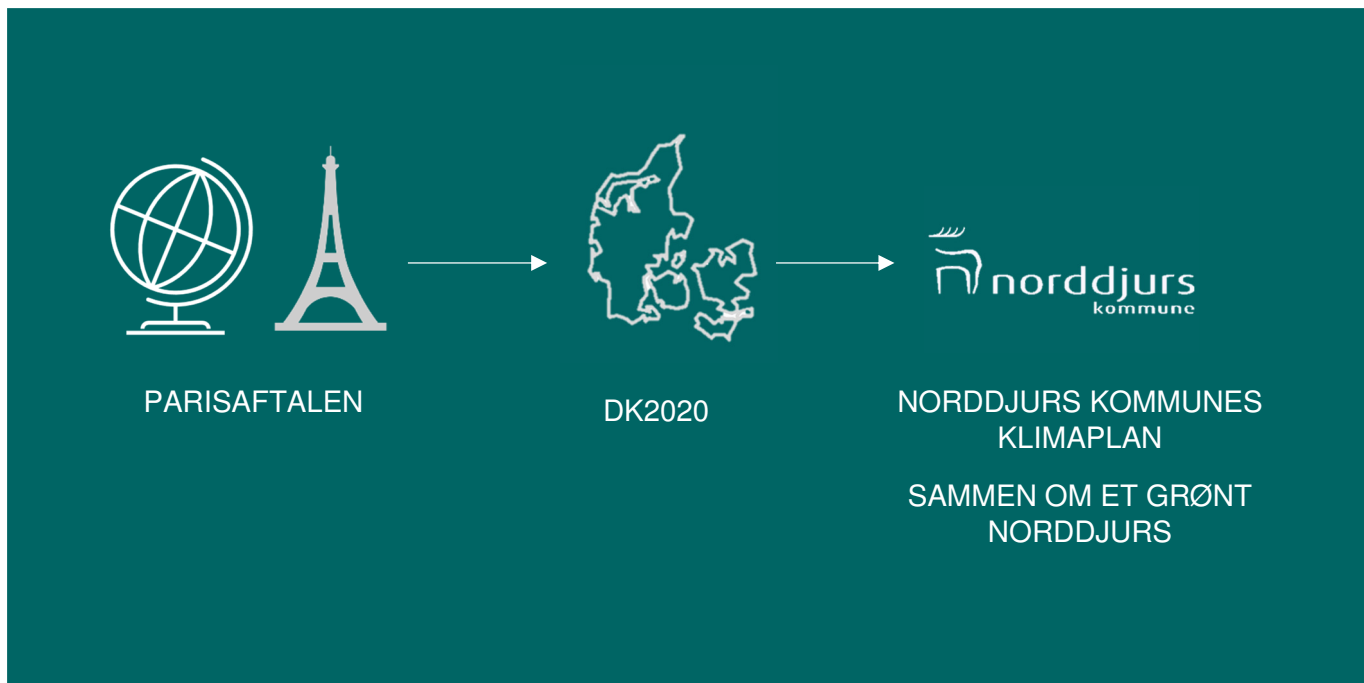 norddjurs
kommune
PARISAFTALEN
DK2020
NORDDJURS KOMMUNES
KLIMAPLAN
SAMMEN OM ET GRØNT
NORDDJURS